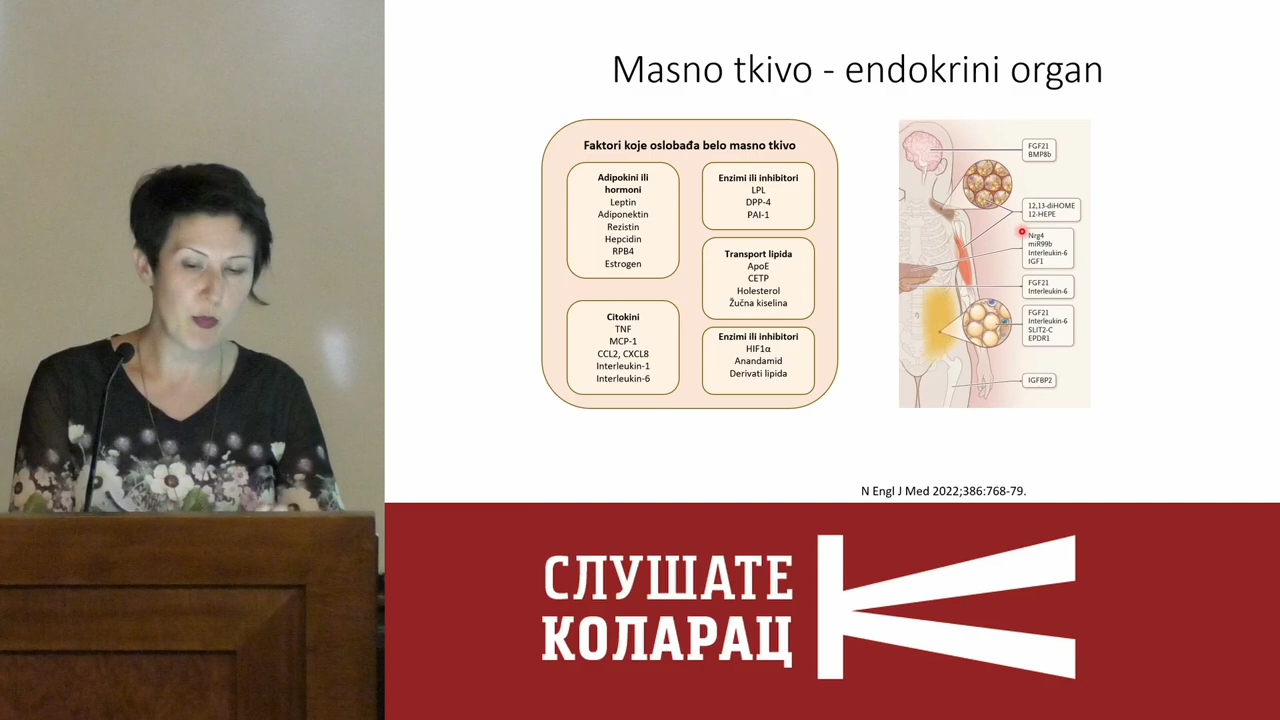 Masno tkivo - endokrini organ
Faktori koje oslobađa belo masno tkivo
Adipokini ili
hormoni
Leptin
Adiponektin
Rezistin
Hepcidin
RPB4
Estrogen
Citokini
TNF
MCP-1
CCL2, CXCL8
Interleukin-1
Interleukin-6
Enzimi ili inhibitori
LPL
DPP-4
PAI-1
Transport lipida
ApoE
CETP
Holesterol
Žučna kiselina
Enzimi ili inhibitori
HIF1α
Anandamid
Derivati lipida
FGF21
BMP8b
12,13-diHOME
12-HEPE
Nrg4
miR99b
Interleukin-6
IGF1
FGF21
Interleukin-6
FGF21
Interleukin-6
SLIT2-C
EPDR1
IGFBP2
N Engl J Med 2022;386:768-79.
СЛУШАТЕ
КОЛАРАЦ